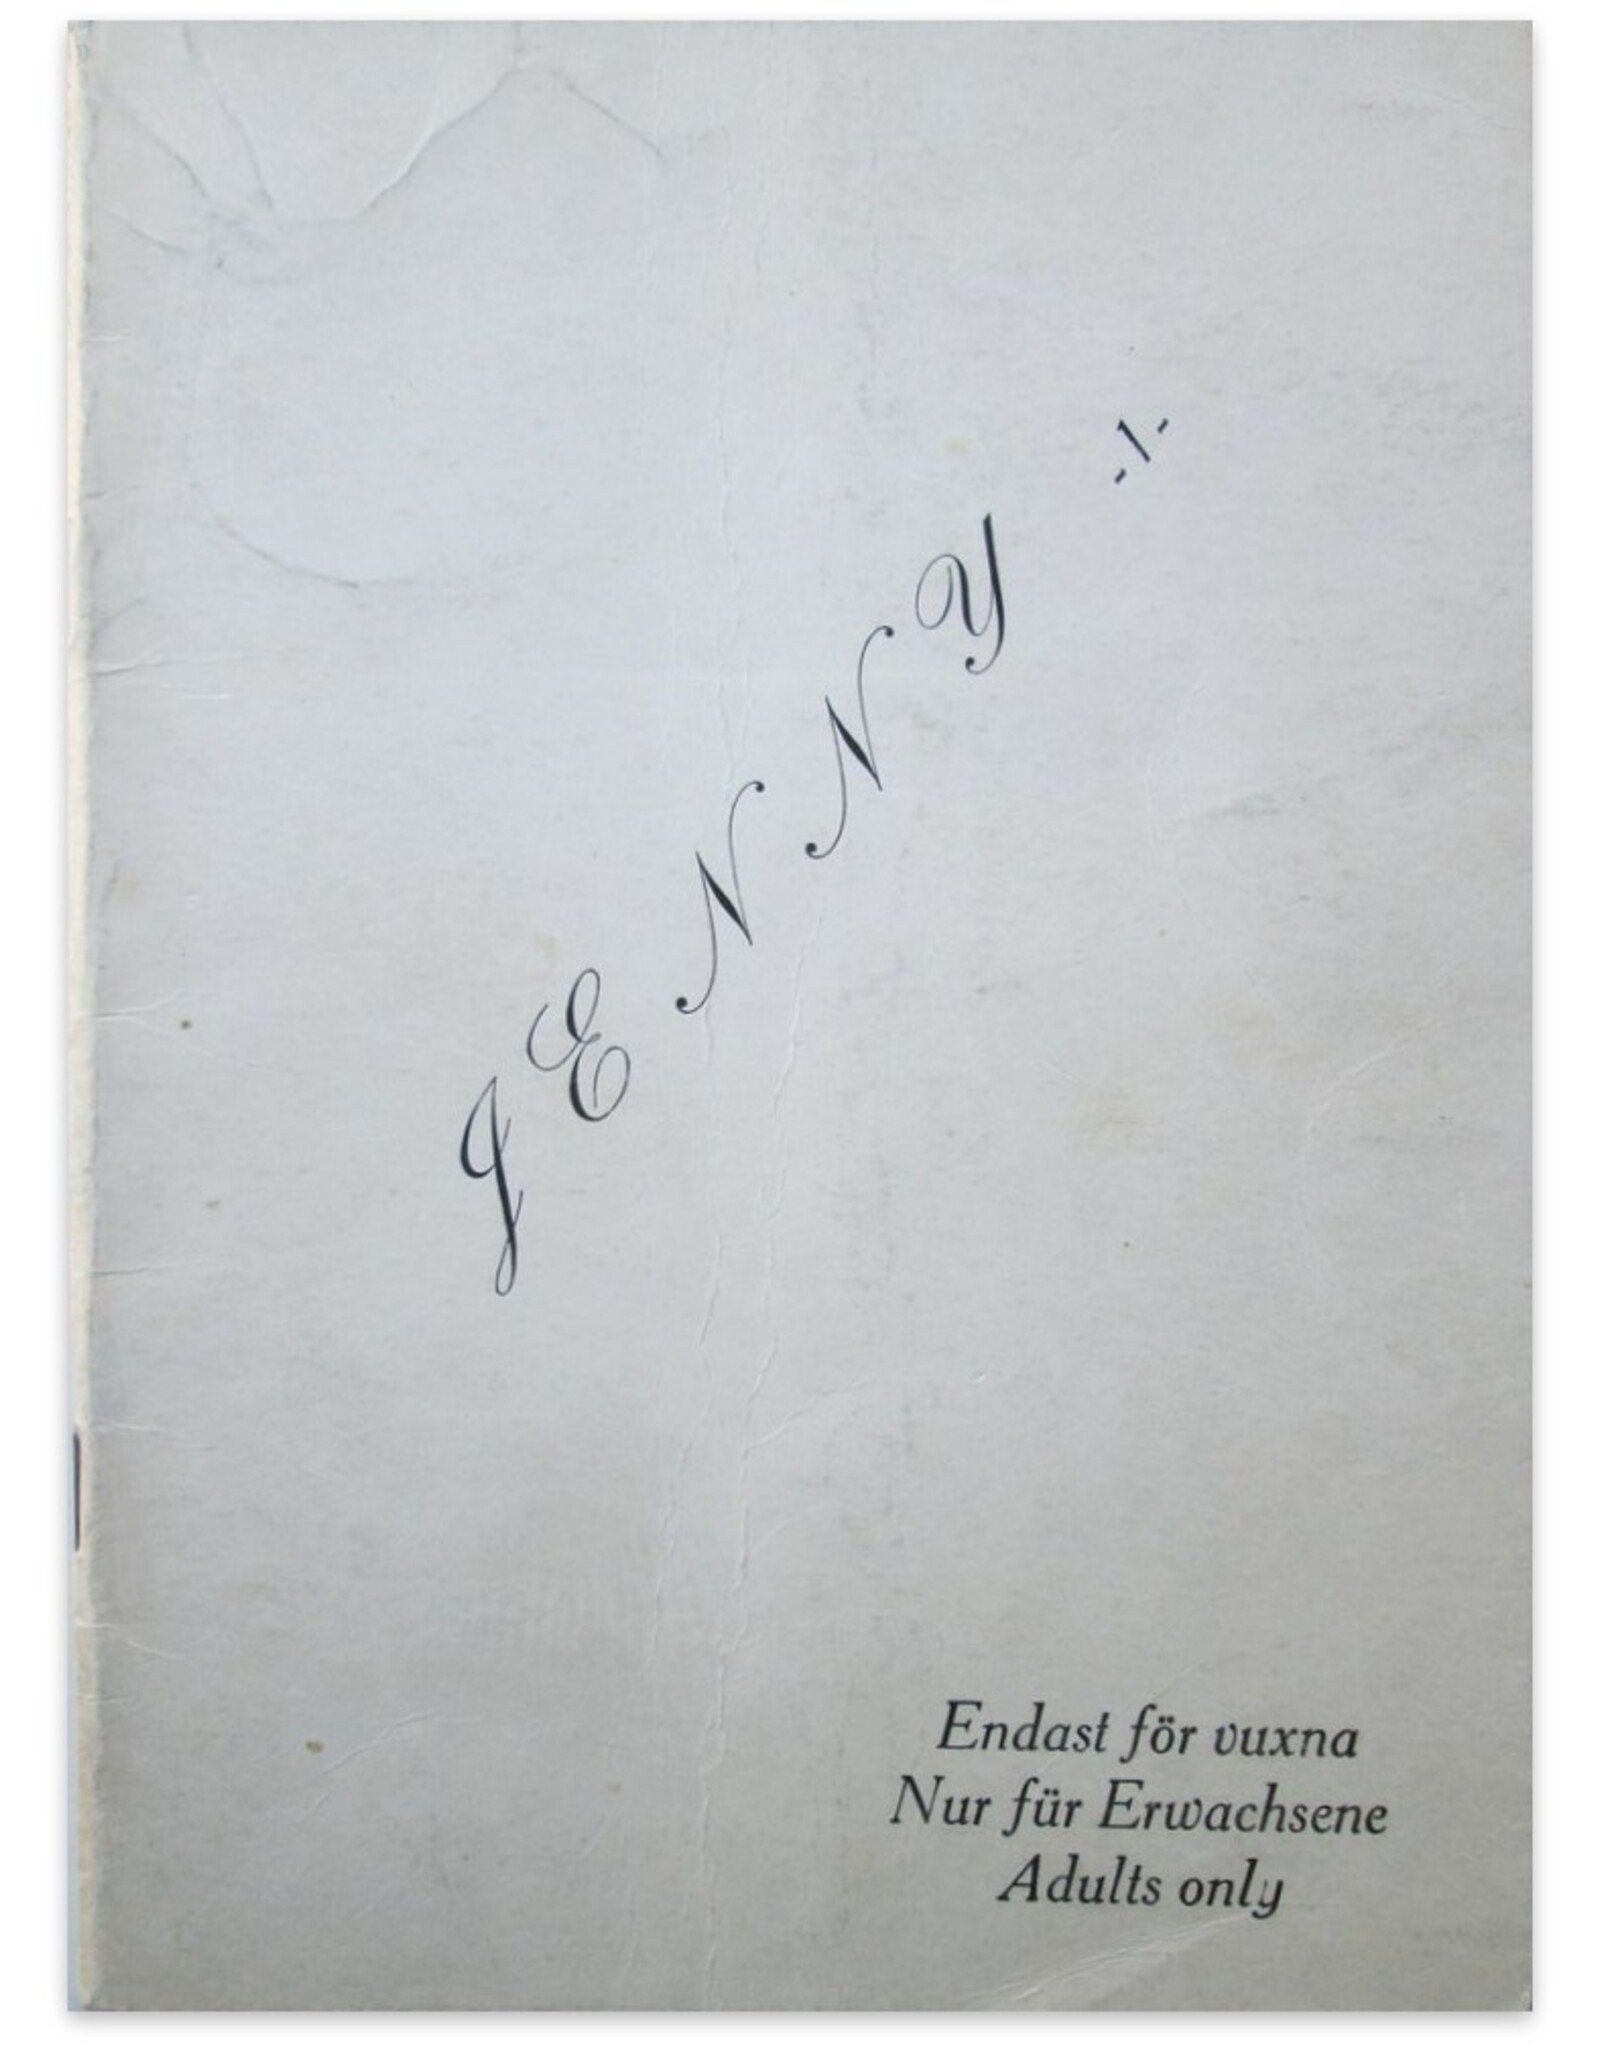 JENNY -1-
Endast för vuxna
Nur für Erwachsene
Adults only